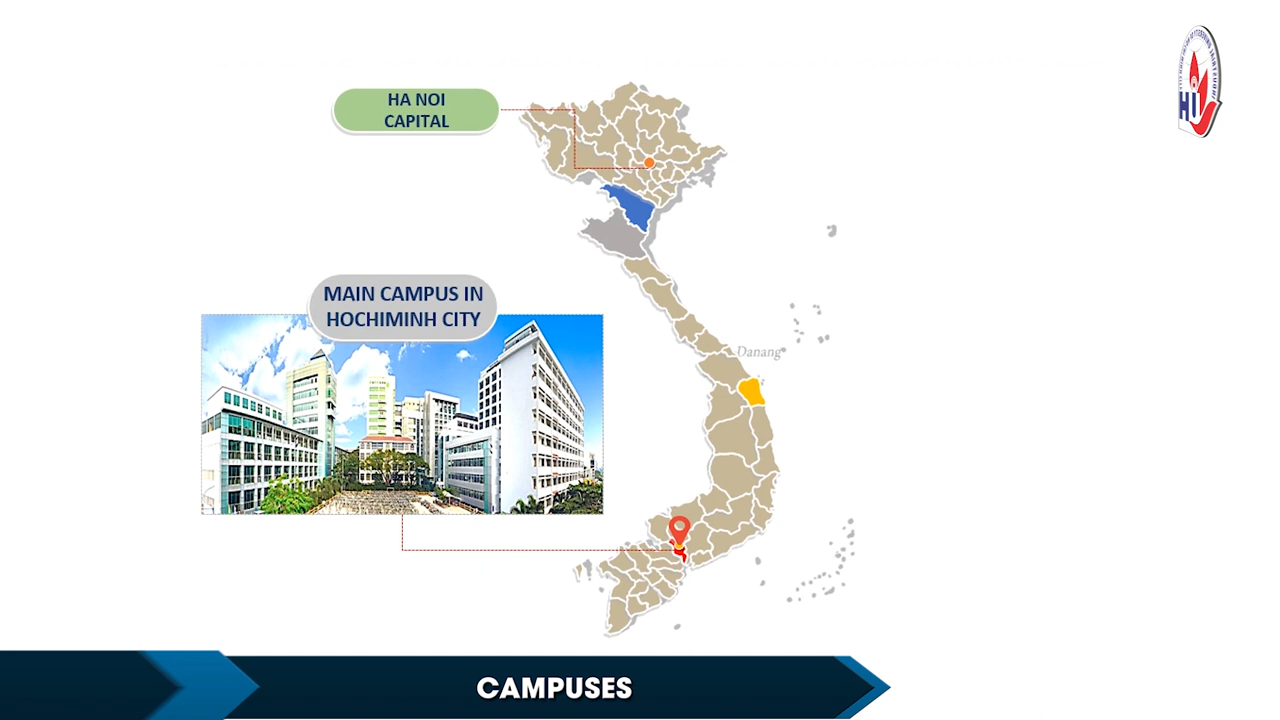 HA NOI
CAPITAL
MAIN CAMPUS IN
HOCHIMINH CITY
Danang
CAMPUSES